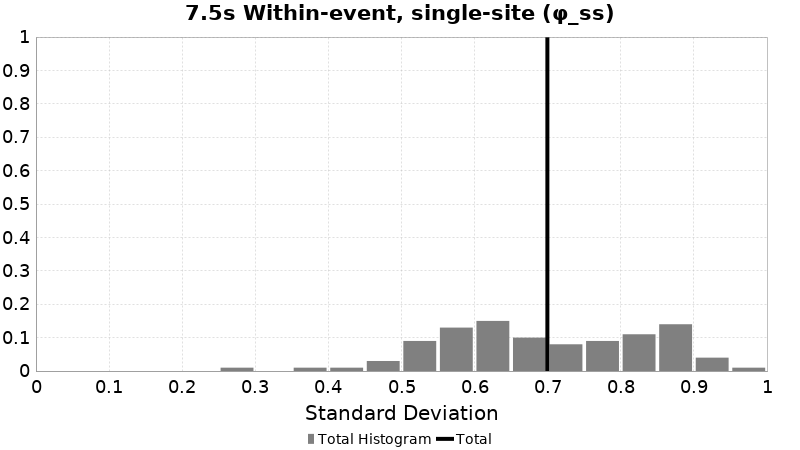 7.5s Within-event, single-site (φ_ss)
1
0.9
0.8
0.7
0.6
0.5
0.4
0.3
0.2
0.1
0
0 0.1 0.2 0.3 0.4 0.5 0.6 0.7 0.8 0.9 1
Standard Deviation
Total Histogram Total